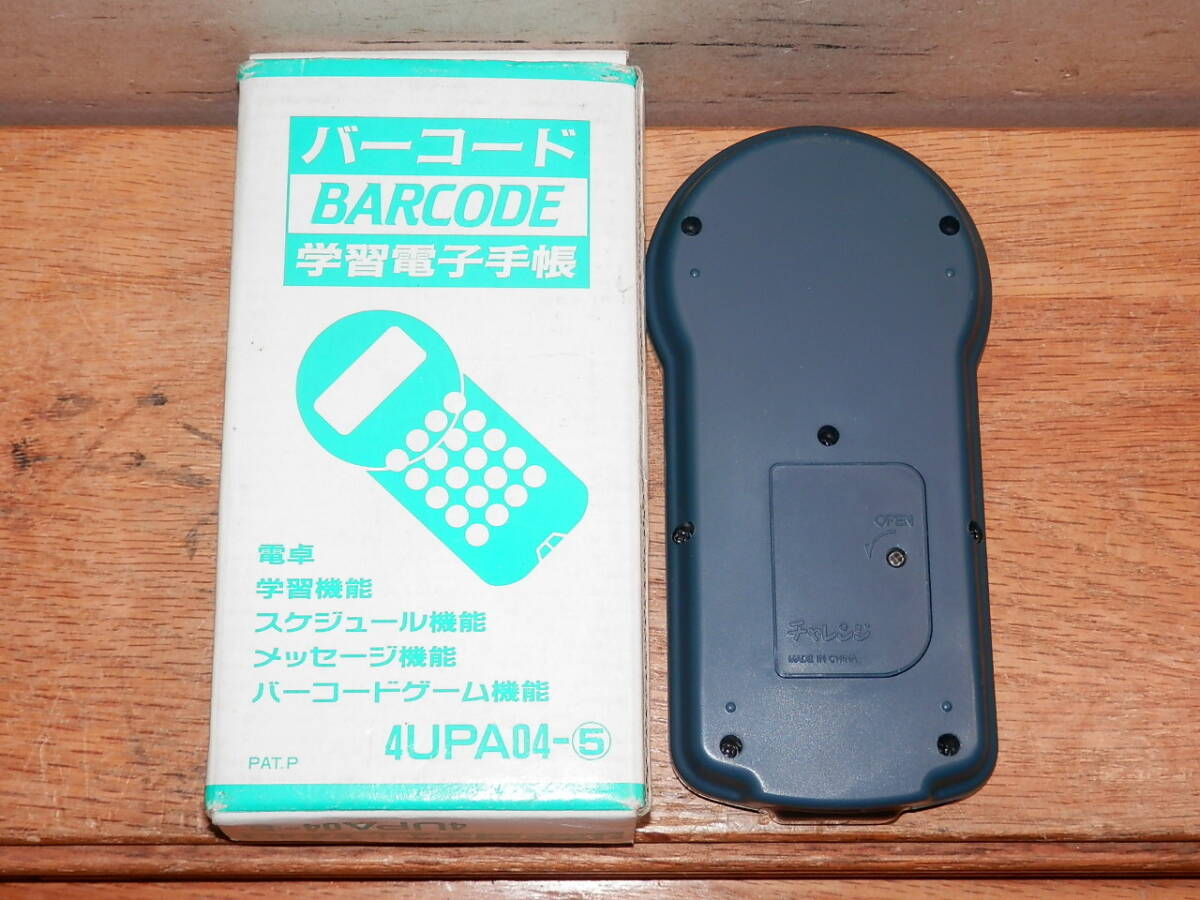 バーコード
BARCODE
学習電子手帳
電卓
学習機能
スケジュール機能
メッセージ機能
バーコードゲーム機能
4UPA04-⑤
PAT.P
OPEN
チャレンジ
MADE IN CHINA